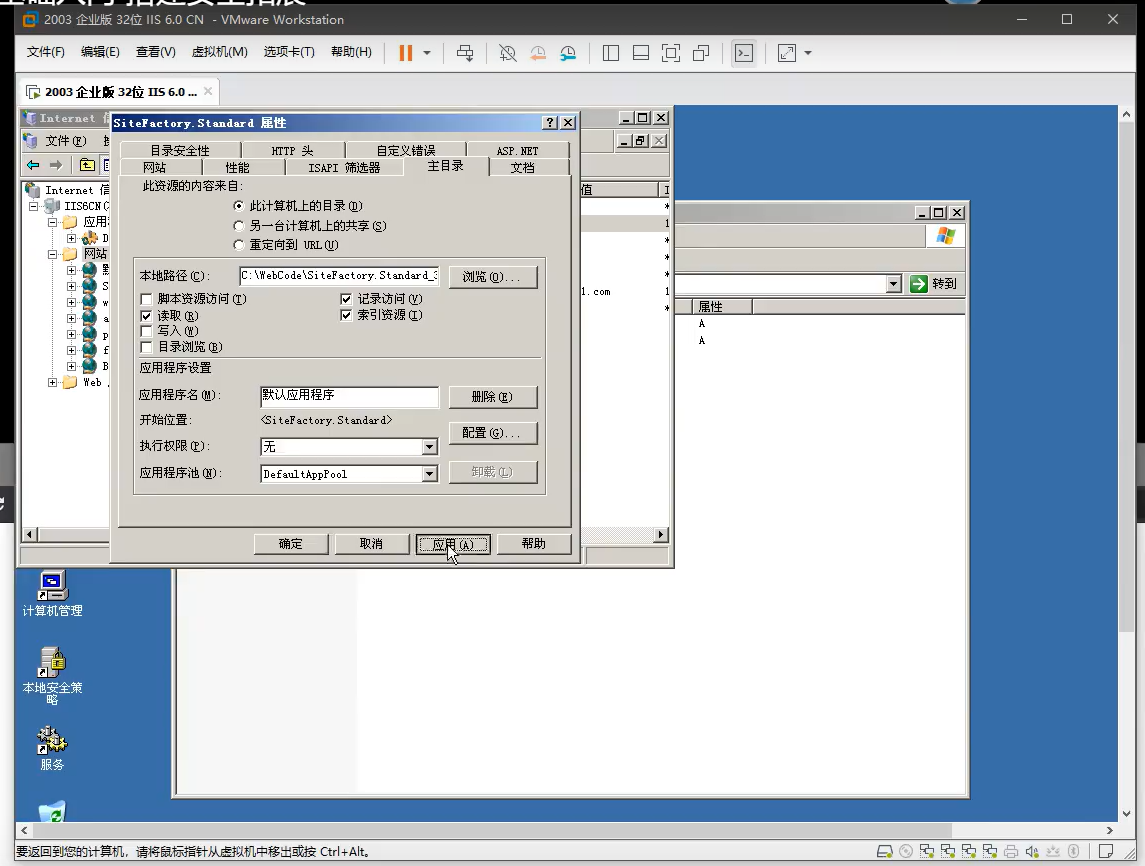 2003 企业版 32位 IIS 6.0 CN - VMware Workstation
文件(F) 编辑(E) 查看(V) 虚拟机(M) 选项卡(T) 帮助(H)
2003 企业版 32位 IIS 6.0 ...
Internet 信
SiteFactory.Standard 属性
文件(F)
目录安全性 HTTP 头 自定义错误 ASP.NET
网站 性能 ISAPI 筛选器 主目录 文档
Internet 信
IIS6CN(
应用
D
网站
默
S
w
a
p
f
B
Web
值
*
1
*
*
*
1.com 1
*
此资源的内容来自:
此计算机上的目录(D)
另一台计算机上的共享(S)
重定向到 URL(U)
本地路径(C): C:\WebCode\SiteFactory.Standard_3 浏览(O)...
脚本资源访问(T) 记录访问(V)
读取(R) 索引资源(I)
写入(W)
目录浏览(B)
应用程序设置
应用程序名(M): 默认应用程序 删除(E)
开始位置: <SiteFactory.Standard>
配置(G)...
执行权限(P): 无
应用程序池(N): DefaultAppPool 卸载(L)
确定 取消 应用(A) 帮助
转到
属性
A
A
计算机管理
本地安全策
略
服务
要返回到您的计算机，请将鼠标指针从虚拟机中移出或按 Ctrl+Alt。